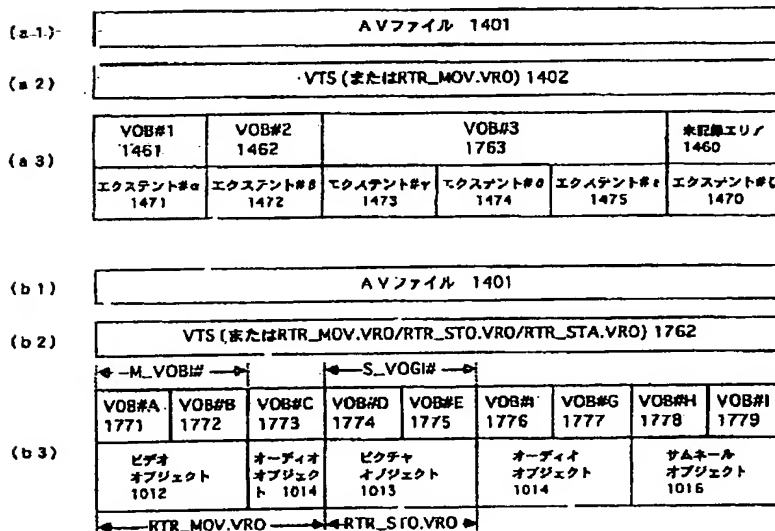 (a 1)
AVファイル 1401
(a 2)
VTS (またはRTR_MOV.VRO) 1402
(a 3)
VOB#1
1461
VOB#2
1462
VOB#3
1763
未記録エリア
1460
エクステント#α
1471
エクステント#β
1472
エクステント#γ
1473
エクステント#δ
1474
エクステント#ε
1475
エクステント#ζ
1470
(b 1)
AVファイル 1401
(b 2)
VTS (またはRTR_MOV.VRO/RTR_STO.VRO/RTR_STA.VRO) 1762
M_VOBI#
S_VOGI#
(b 3)
VOB#A
1771
VOB#B
1772
VOB#C
1773
VOB#D
1774
VOB#E
1775
1776
VOB#G
1777
VOB#H
1778
VOB#I
1779
ビデオ
オブジェクト
1012
オーディオ
オブジェク
ト 1014
ピクチャ
オブジェクト
1013
オーディオ
オブジェクト
1014
サムネール
オブジェクト
1016
RTR_MOV.VRO
RTR_STO.VRO